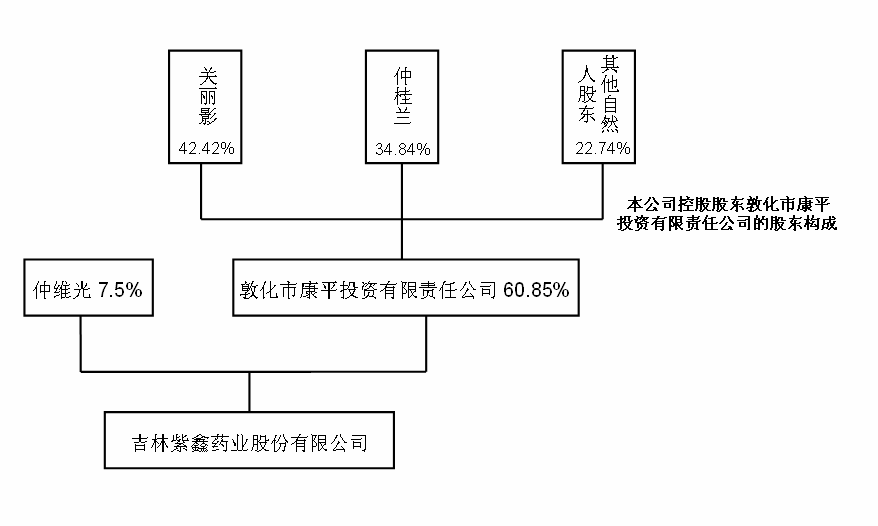 关丽影
42.42%
仲桂兰
34.84%
其他自然
人股东
22.74%
本公司控股股东敦化市康平
投资有限责任公司的股东构成
仲维光 7.5%
敦化市康平投资有限责任公司 60.85%
吉林紫鑫药业股份有限公司